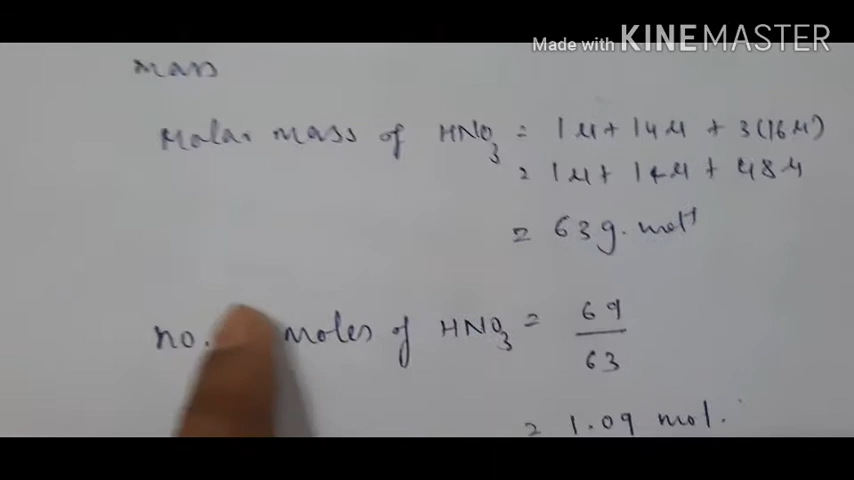 Made with KINEMASTER
mass
Molar mass of HNO₃ = 1u + 14u + 3(16u)
= 1u + 14u + 48u
= 63g.mol⁻¹
no. moles of HNO₃ = 69
63
= 1.09 mol.